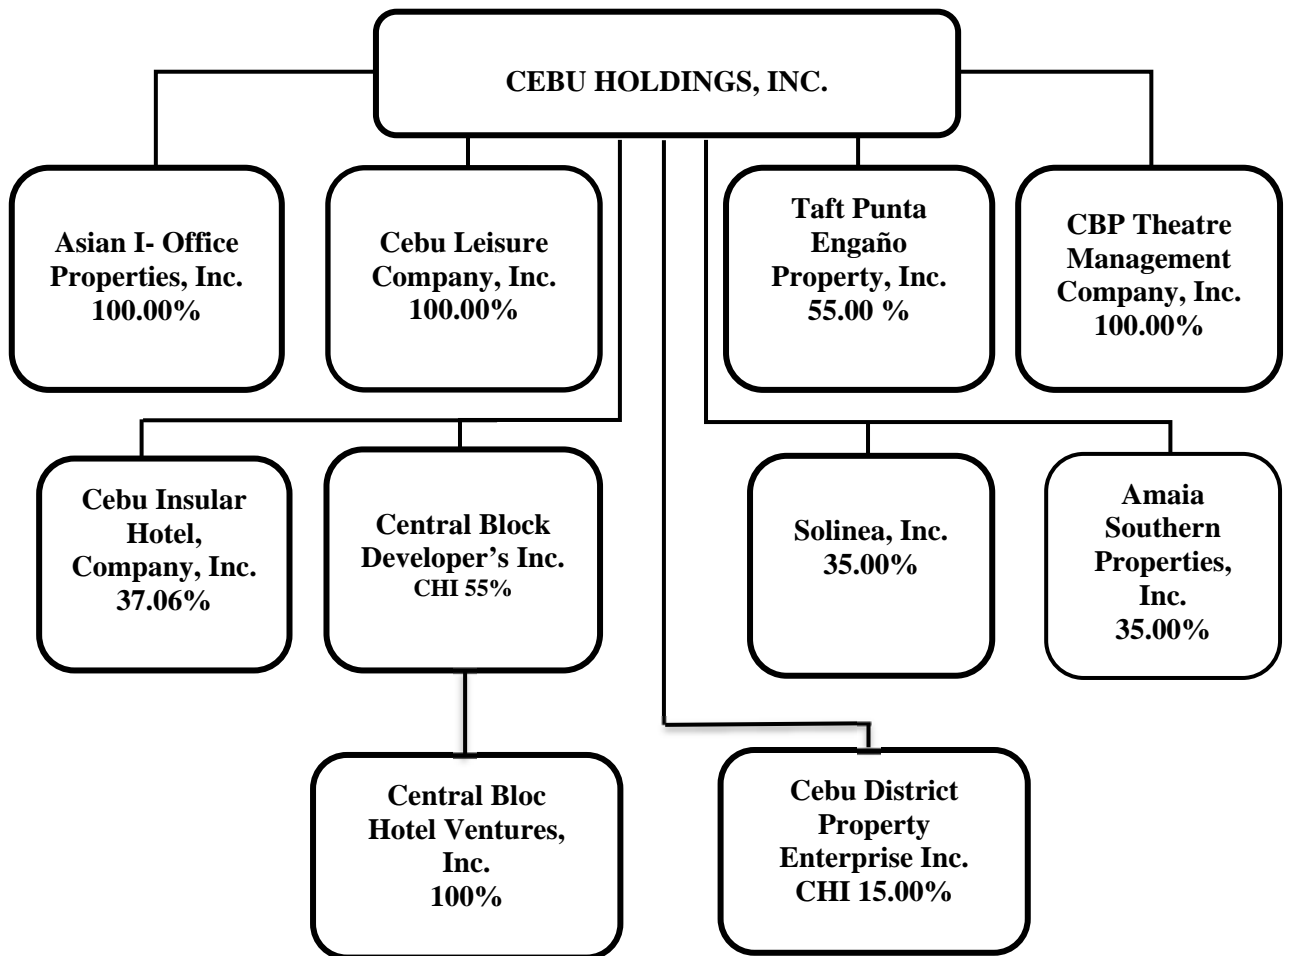 CEBU HOLDINGS, INC.
Asian I- Office
Properties, Inc.
100.00%
Cebu Leisure
Company, Inc.
100.00%
Taft Punta
Engaño
Property, Inc.
55.00 %
CBP Theatre
Management
Company, Inc.
100.00%
Cebu Insular
Hotel,
Company, Inc.
37.06%
Central Block
Developer’s Inc.
CHI 55%
Solinea, Inc.
35.00%
Amaia
Southern
Properties,
Inc.
35.00%
Central Bloc
Hotel Ventures,
Inc.
100%
Cebu District
Property
Enterprise Inc.
CHI 15.00%